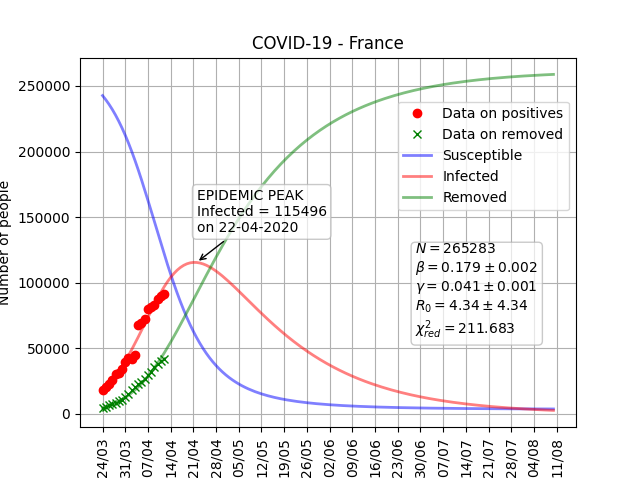 COVID-19 - France
Number of people
250000
200000
150000
100000
50000
0
Data on positives
Data on removed
Susceptible
Infected
Removed
EPIDEMIC PEAK
Infected = 115496
on 22-04-2020
N = 265283
β = 0.179 ± 0.002
γ = 0.041 ± 0.001
R₀ = 4.34 ± 4.34
χ²red = 211.683
24/03
31/03
07/04
14/04
21/04
28/04
05/05
12/05
19/05
26/05
02/06
09/06
16/06
23/06
30/06
07/07
14/07
21/07
28/07
04/08
11/08